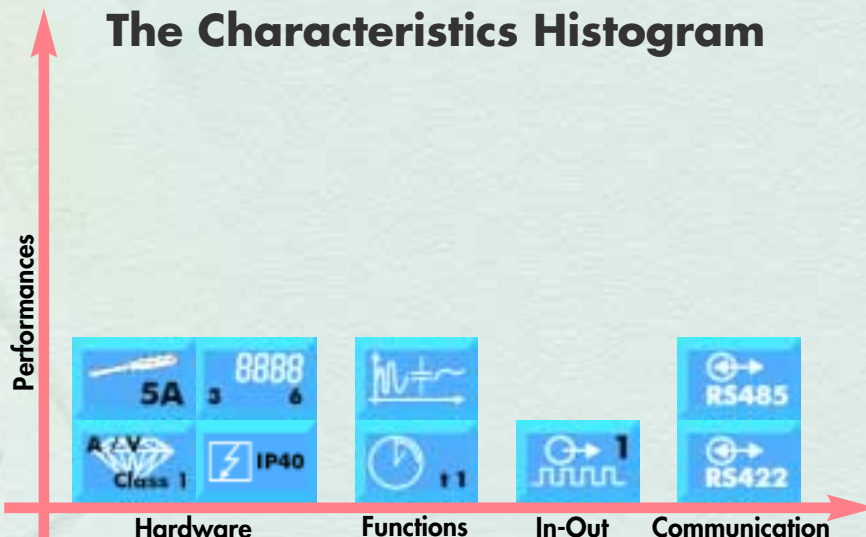 The Characteristics Histogram
Performances
5A
8888
3 6
RS485
A / V
Class 1
IP40
t 1
1
RS422
Hardware
Functions
In-Out
Communication